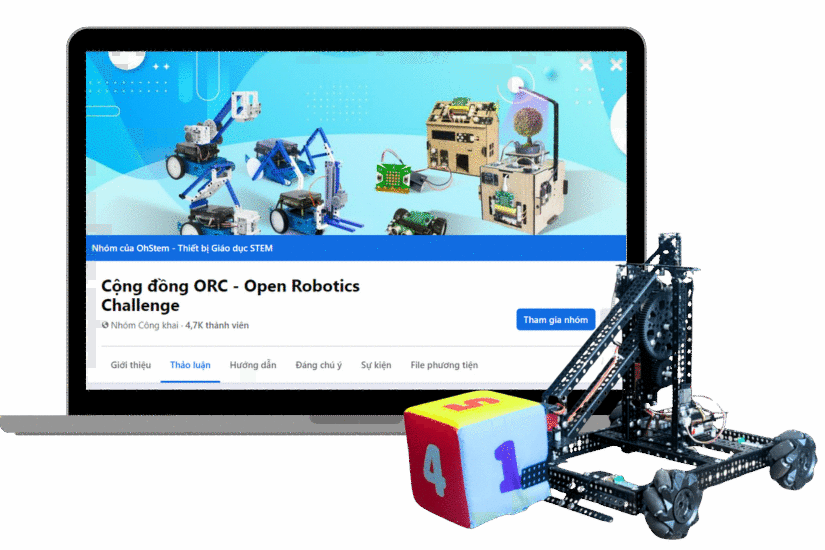 Nhóm của OhStem - Thiết bị Giáo dục STEM
Cộng đồng ORC - Open Robotics
Challenge
Nhóm Công khai · 4,7K thành viên
Tham gia nhóm
Giới thiệu Thảo luận Hướng dẫn Đáng chú ý Sự kiện File phương tiện
5
4 1